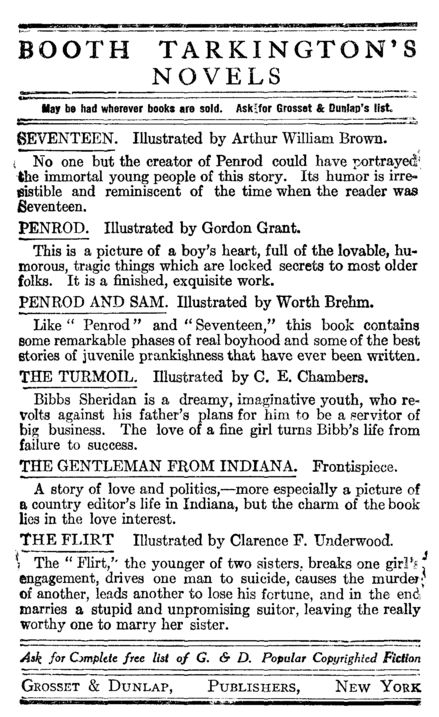 BOOTH TARKINGTON'S
NOVELS
May be had wherever books are sold. Ask for Grosset & Dunlap's list.
SEVENTEEN. Illustrated by Arthur William Brown.
No one but the creator of Penrod could have portrayed
the immortal young people of this story. Its humor is irre-
sistible and reminiscent of the time when the reader was
Seventeen.
PENROD. Illustrated by Gordon Grant.
This is a picture of a boy's heart, full of the lovable, hu-
morous, tragic things which are locked secrets to most older
folks. It is a finished, exquisite work.
PENROD AND SAM. Illustrated by Worth Brehm.
Like " Penrod " and " Seventeen," this book contains
some remarkable phases of real boyhood and some of the best
stories of juvenile prankishness that have ever been written.
THE TURMOIL. Illustrated by C. E. Chambers.
Bibbs Sheridan is a dreamy, imaginative youth, who re-
volts against his father's plans for him to be a servitor of
big business. The love of a fine girl turns Bibb's life from
failure to success.
THE GENTLEMAN FROM INDIANA. Frontispiece.
A story of love and politics,—more especially a picture of
a country editor's life in Indiana, but the charm of the book
lies in the love interest.
THE FLIRT Illustrated by Clarence F. Underwood.
The " Flirt," the younger of two sisters, breaks one girl's
engagement, drives one man to suicide, causes the murder
of another, leads another to lose his fortune, and in the end
marries a stupid and unpromising suitor, leaving the really
worthy one to marry her sister.
Ask for Complete free list of G. & D. Popular Copyrighted Fiction
GROSSET & DUNLAP, PUBLISHERS, NEW YORK